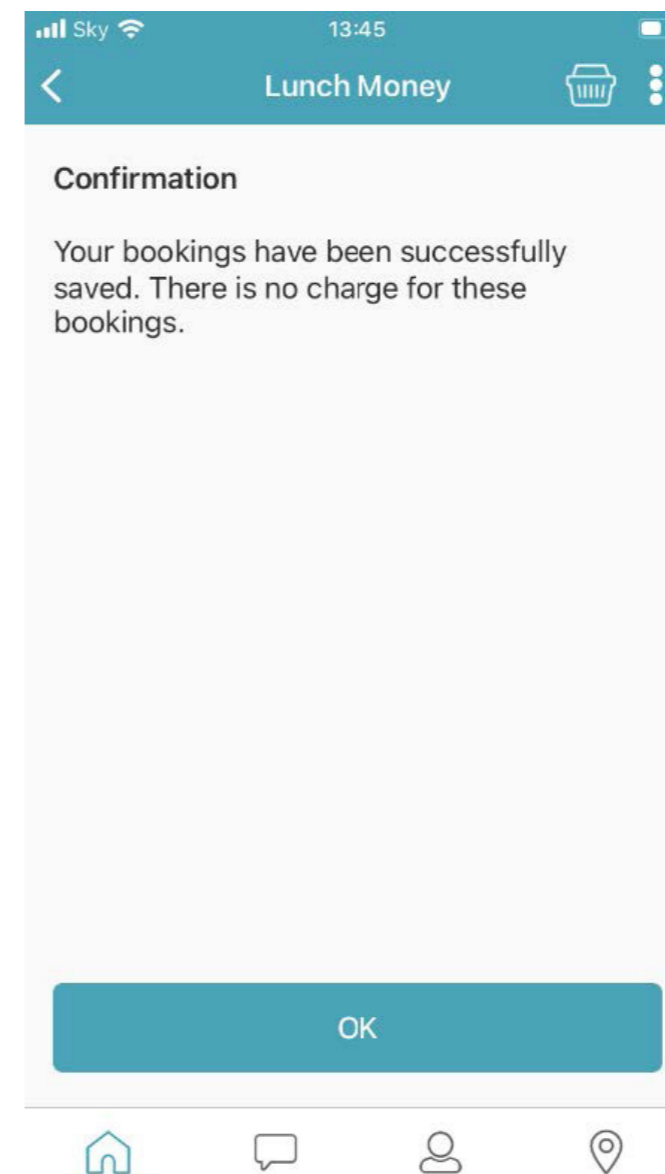 Sky 13:45
Lunch Money
Confirmation
Your bookings have been successfully
saved. There is no charge for these
bookings.
OK